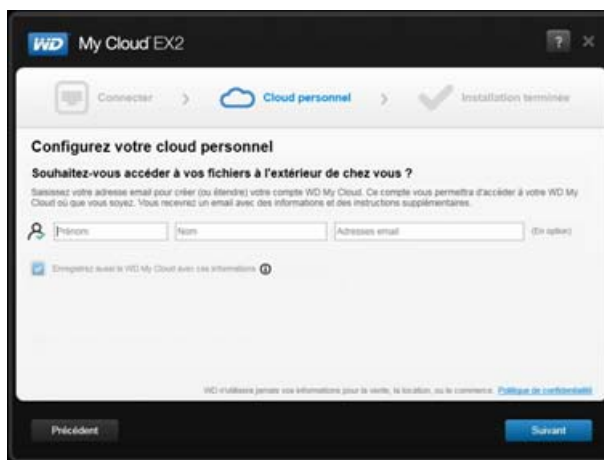 WD My Cloud EX2
?
Connecter > Cloud personnel > Installation terminée
Configurez votre cloud personnel
Souhaitez-vous accéder à vos fichiers à l'extérieur de chez vous ?
Saisissez votre adresse email pour créer (ou étendre) votre compte WD My Cloud. Ce compte vous permettra d'accéder à votre WD My
Cloud où que vous soyez. Vous recevrez un email avec des informations et des instructions supplémentaires.
Prénom Nom Adresses email (En option)
Enregistrez aussi le WD My Cloud avec ces informations
WD n'utilisera jamais vos informations pour la vente, la location, ou le commerce. Politique de confidentialité
Précédent Suivant